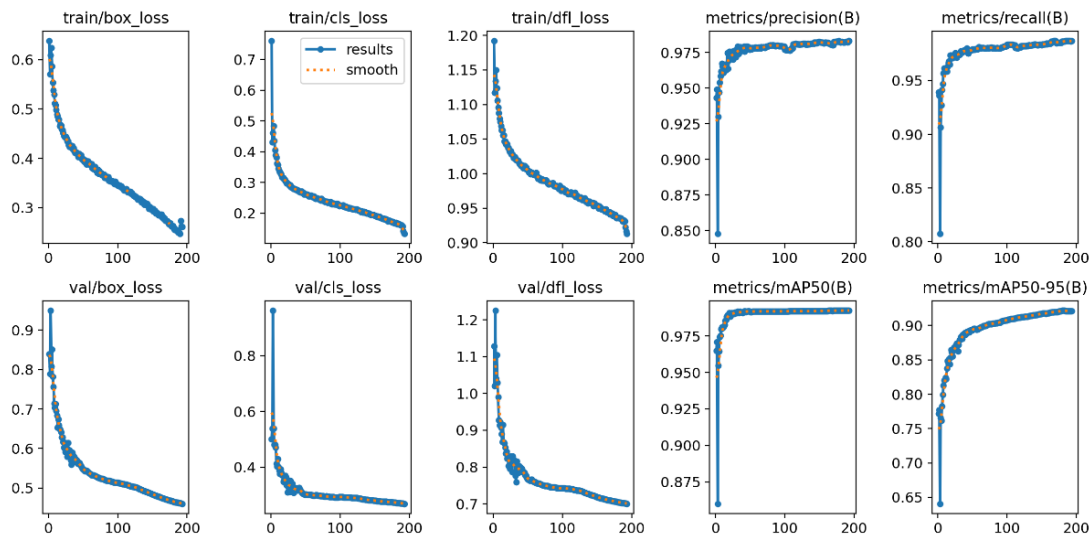 train/box_loss
0.6
0.5
0.4
0.3
0 100 200
train/cls_loss
results
smooth
0.7
0.6
0.5
0.4
0.3
0.2
0 100 200
train/dfl_loss
1.20
1.15
1.10
1.05
1.00
0.95
0.90
0 100 200
metrics/precision(B)
0.975
0.950
0.925
0.900
0.875
0.850
0 100 200
metrics/recall(B)
0.95
0.90
0.85
0.80
0 100 200
val/box_loss
0.9
0.8
0.7
0.6
0.5
0 100 200
val/cls_loss
0.8
0.6
0.4
0 100 200
val/dfl_loss
1.2
1.1
1.0
0.9
0.8
0.7
0 100 200
metrics/mAP50(B)
0.975
0.950
0.925
0.900
0.875
0 100 200
metrics/mAP50-95(B)
0.90
0.85
0.80
0.75
0.70
0.65
0 100 200